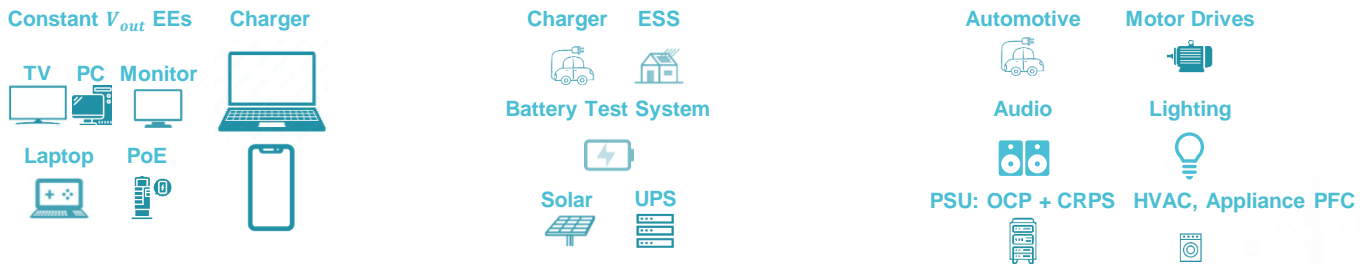 Constant V_out EEs Charger
TV PC Monitor
Laptop PoE
Charger ESS
Battery Test System
Solar UPS
Automotive Motor Drives
Audio Lighting
PSU: OCP + CRPS HVAC, Appliance PFC